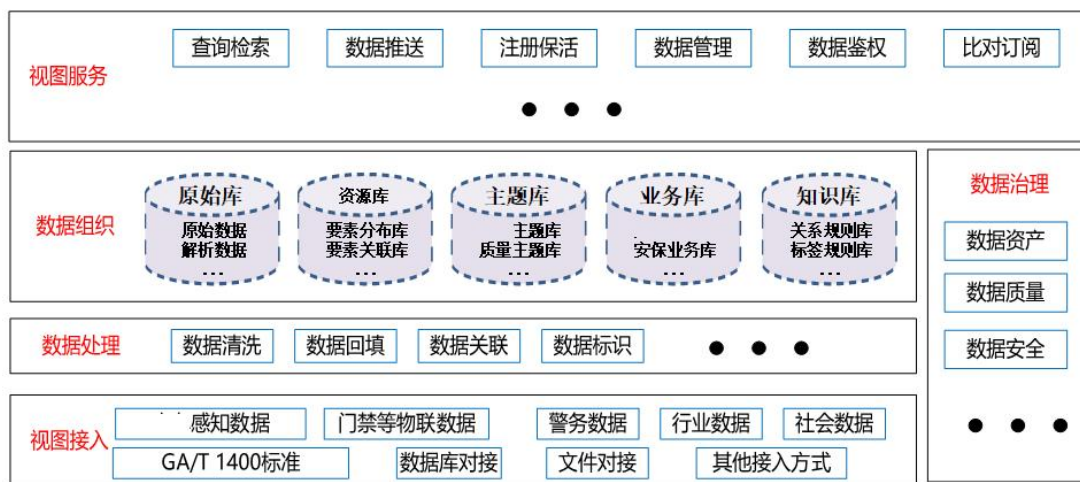 视图服务
查询检索 数据推送 注册保活 数据管理 数据鉴权 比对订阅
● ● ●
数据组织
原始库
原始数据
解析数据
...
资源库
要素分布库
要素关联库
...
主题库
主题库
质量主题库
...
业务库
安保业务库
...
知识库
关系规则库
标签规则库
...
数据处理
数据清洗 数据回填 数据关联 数据标识 ● ● ●
视图接入
感知数据 门禁等物联数据 警务数据 行业数据 社会数据
GA/T 1400标准 数据库对接 文件对接 其他接入方式
数据治理
数据资产
数据质量
数据安全
● ● ●